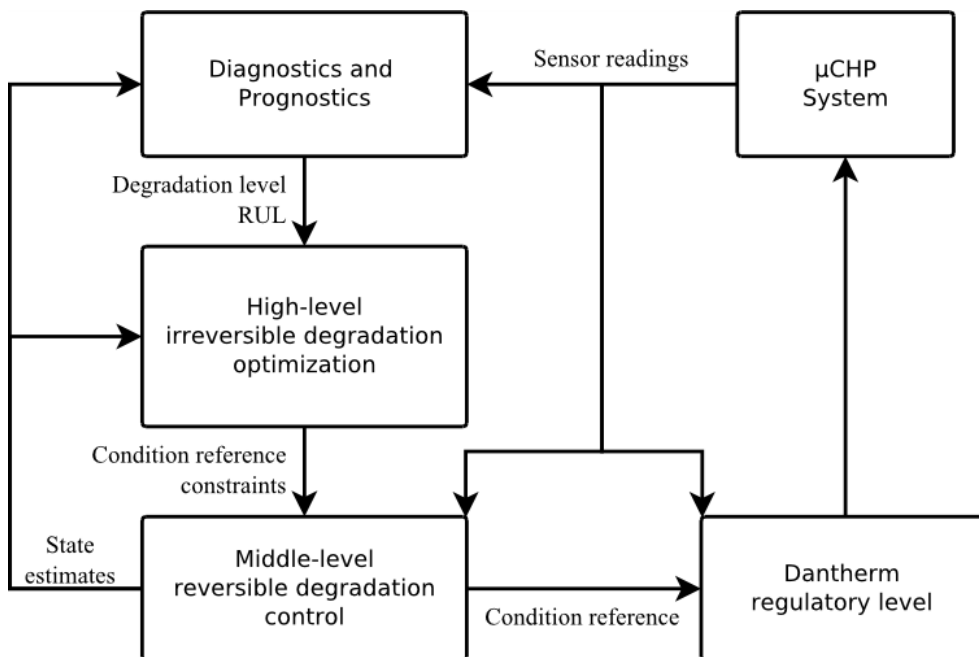 Diagnostics and
Prognostics
Sensor readings
µCHP
System
Degradation level
RUL
High-level
irreversible degradation
optimization
Condition reference
constraints
State
estimates
Middle-level
reversible degradation
control
Condition reference
Dantherm
regulatory level